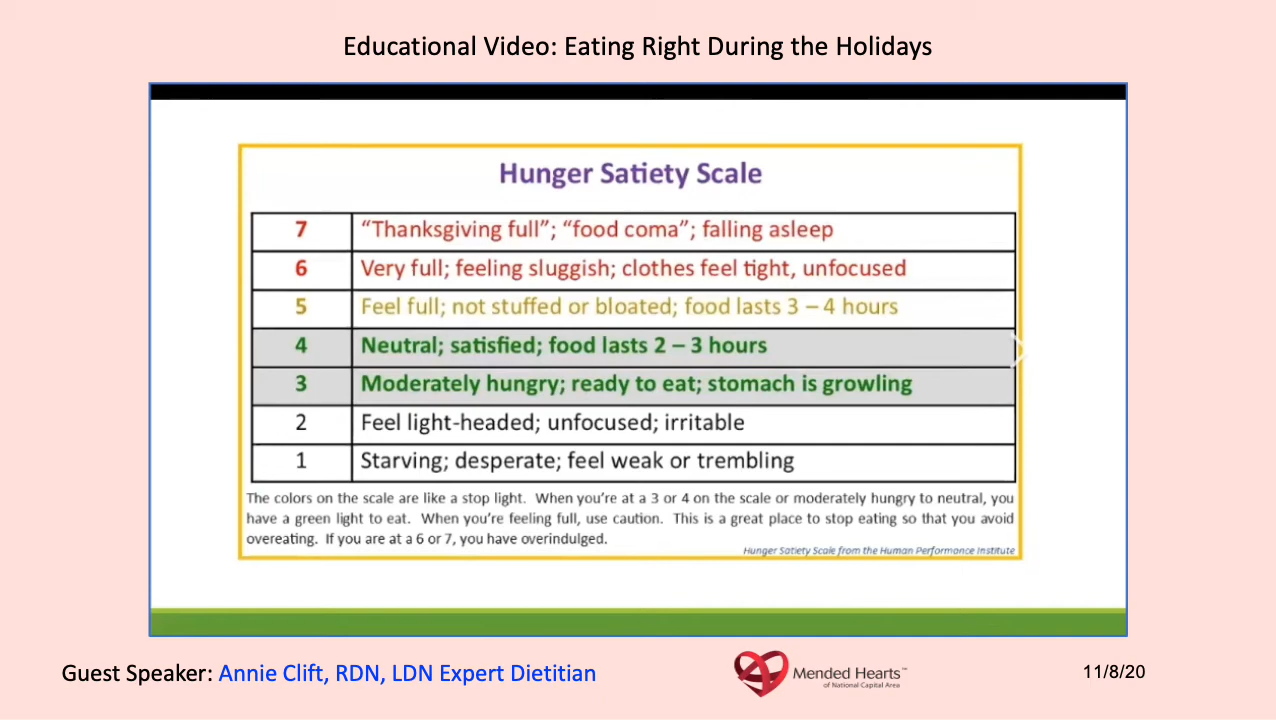 Educational Video: Eating Right During the Holidays
Hunger Satiety Scale
7 “Thanksgiving full”; “food coma”; falling asleep
6 Very full; feeling sluggish; clothes feel tight, unfocused
5 Feel full; not stuffed or bloated; food lasts 3 – 4 hours
4 Neutral; satisfied; food lasts 2 – 3 hours
3 Moderately hungry; ready to eat; stomach is growling
2 Feel light-headed; unfocused; irritable
1 Starving; desperate; feel weak or trembling
The colors on the scale are like a stop light. When you’re at a 3 or 4 on the scale or moderately hungry to neutral, you
have a green light to eat. When you’re feeling full, use caution. This is a great place to stop eating so that you avoid
overeating. If you are at a 6 or 7, you have overindulged.
Hunger Satiety Scale from the Human Performance Institute
Guest Speaker: Annie Clift, RDN, LDN Expert Dietitian
Mended Hearts™
of National Capital Area
11/8/20